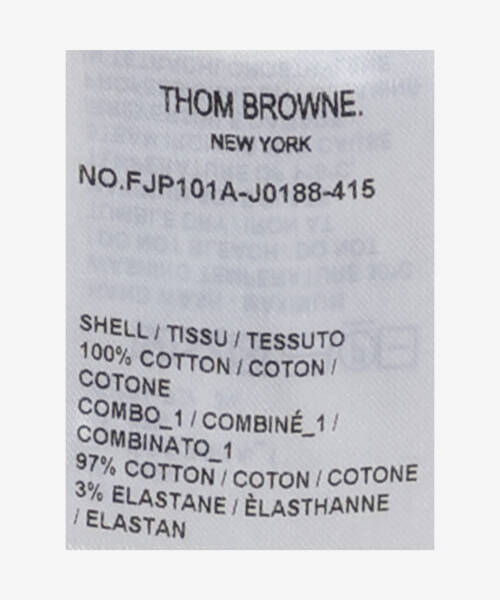 THOM BROWNE.
NEW YORK
NO.FJP101A-J0188-415
SHELL / TISSU / TESSUTO
100% COTTON / COTON /
COTONE
COMBO_1 / COMBINÉ_1 /
COMBINATO_1
97% COTTON / COTON / COTONE
3% ELASTANE / ÈLASTHANNE
/ ELASTAN